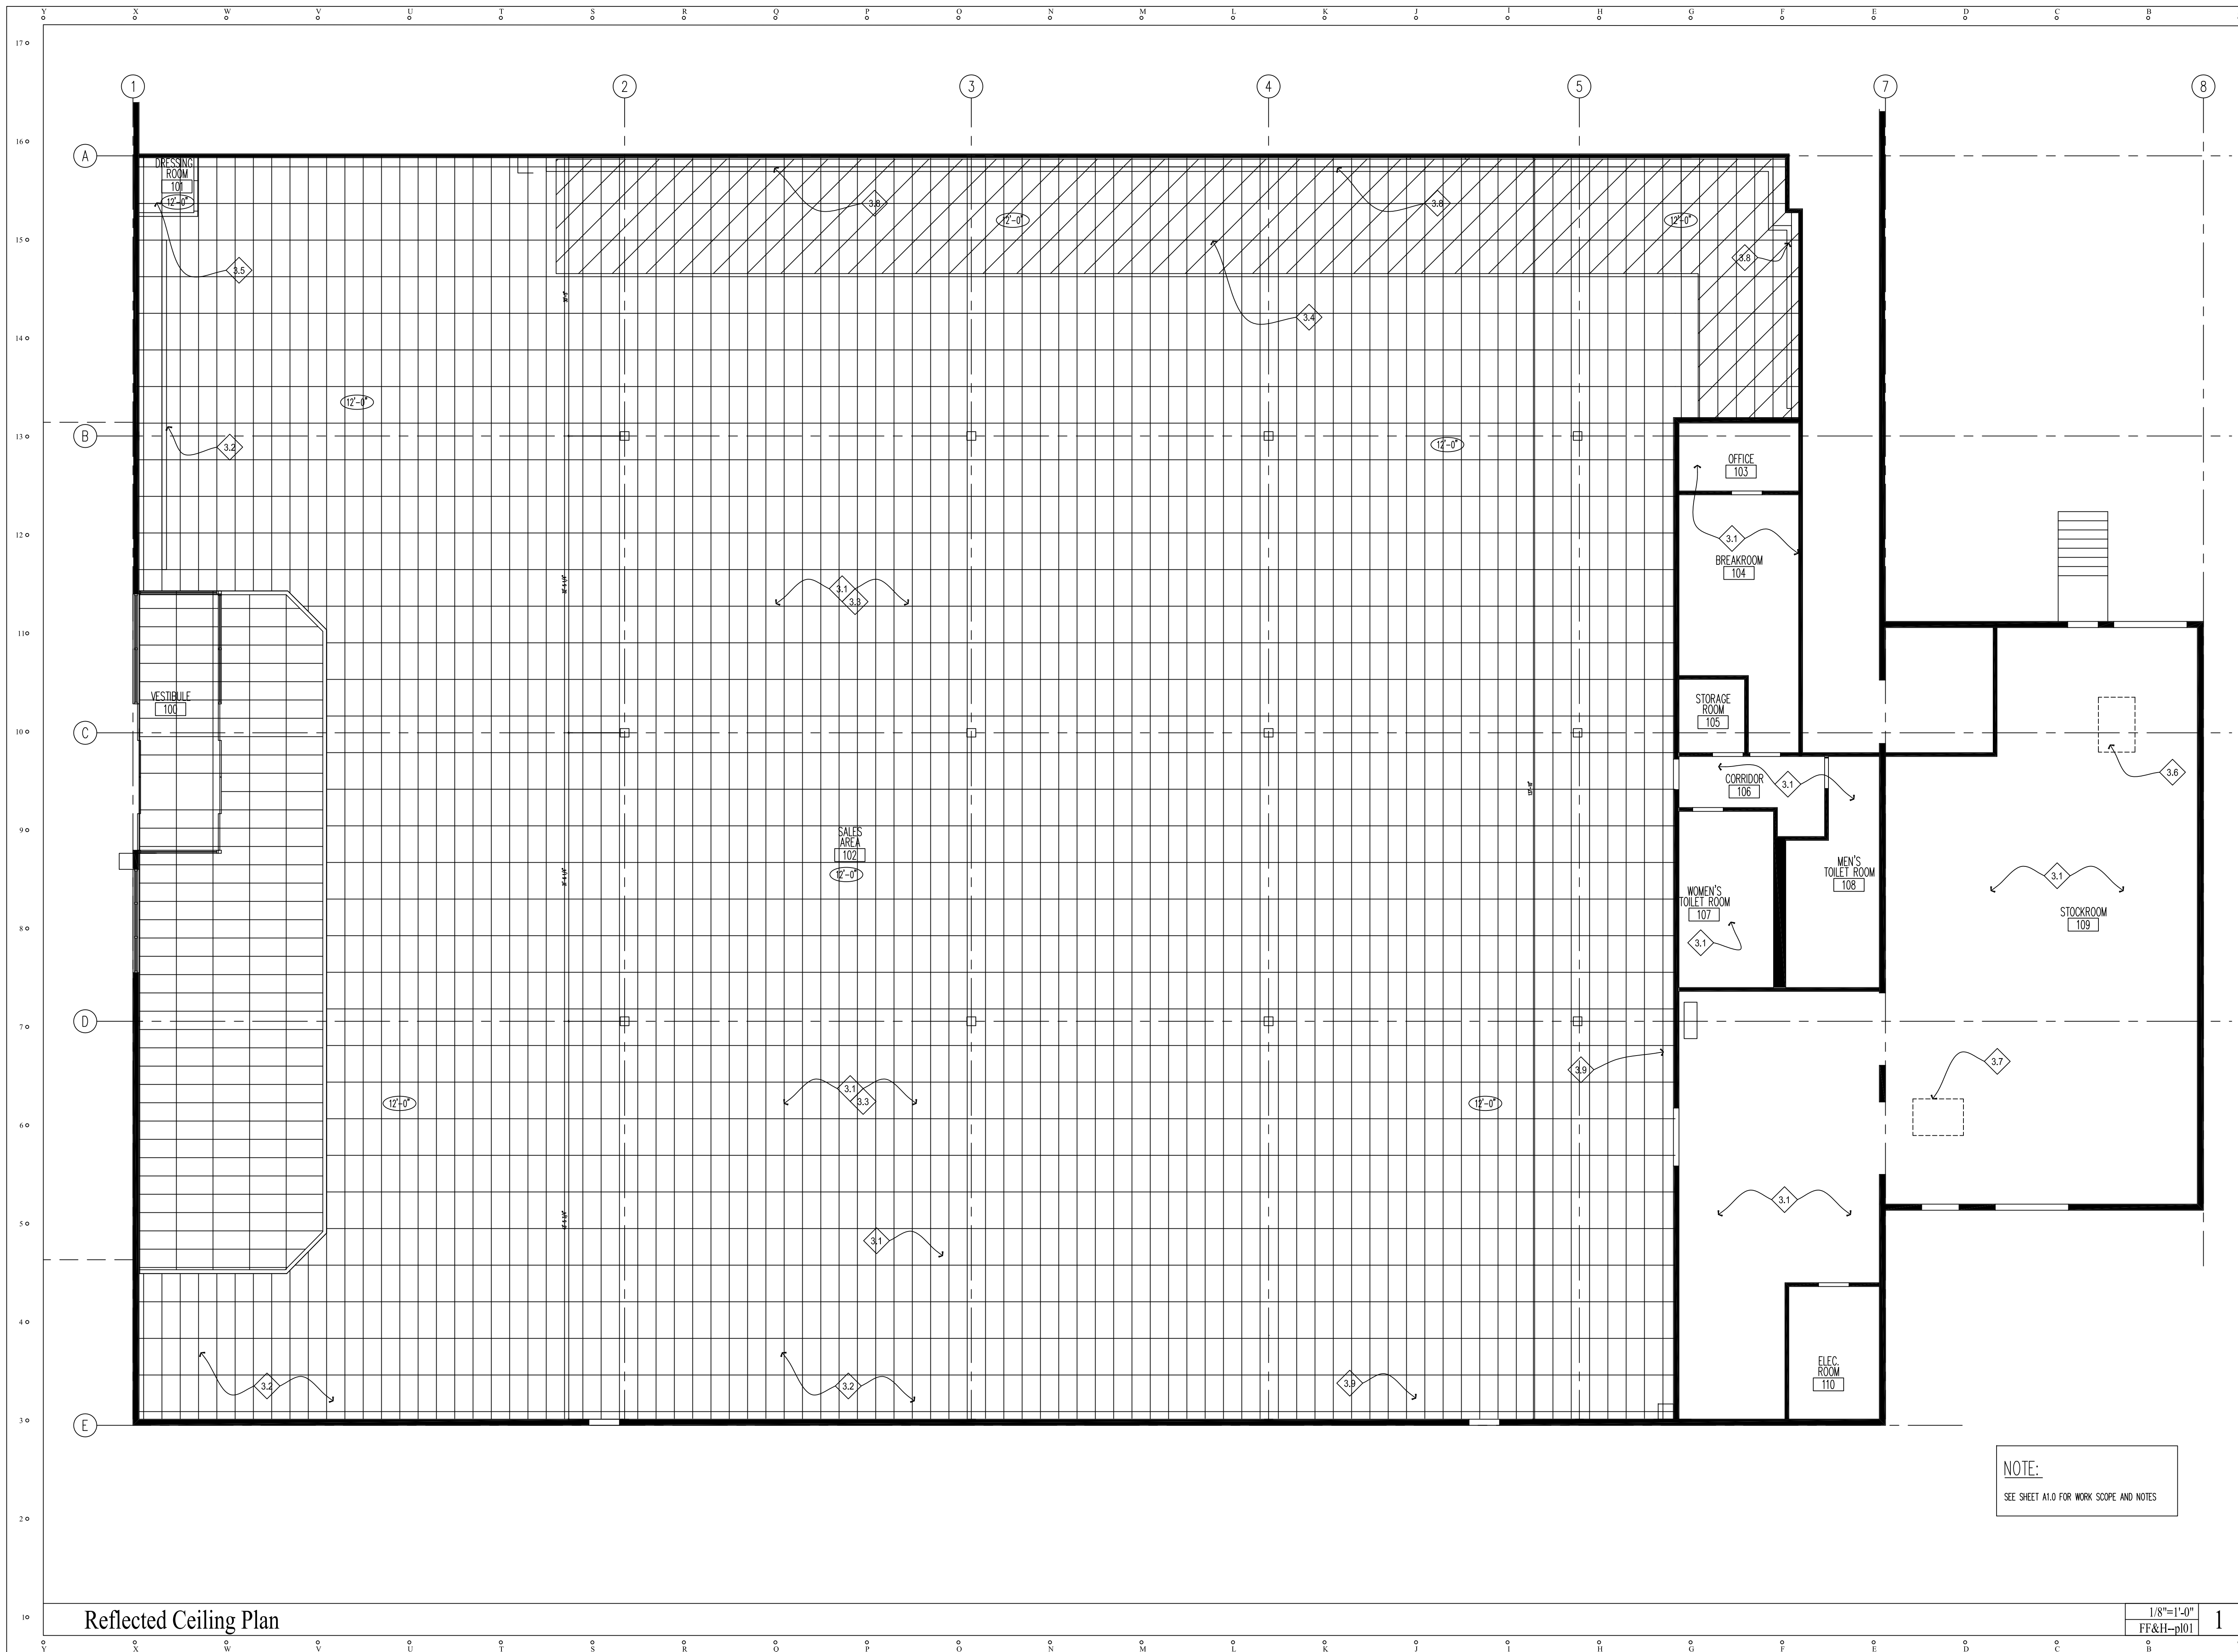 Y X W V U T S R Q P O N M L K J I H G F E D C B
17
1 2 3 4 5 7 8
16
A
DRESSING
ROOM
101
12'-0"
3.8
3.8
12'-0"
12'-0"
15
3.8
3.5
3.4
14
12'-0"
13
B
3.2
12'-0"
OFFICE
103
12
3.1
BREAKROOM
104
3.1
3.3
11
VESTIBULE
100
STORAGE
ROOM
105
10
C
3.6
CORRIDOR
106
3.1
9
SALES
AREA
102
12'-0"
MEN'S
TOILET ROOM
108
3.1
WOMEN'S
TOILET ROOM
107
STOCKROOM
109
8
3.1
7
D
3.7
3.9
3.1
3.3
12'-0"
12'-0"
6
3.1
5
3.1
4
3.2
3.2
3.9
ELEC.
ROOM
110
3
E
NOTE:
SEE SHEET A1.0 FOR WORK SCOPE AND NOTES
2
1
Reflected Ceiling Plan
1/8"=1'-0"
FF&H--pl01
1
Y X W V U T S R Q P O N M L K J I H G F E D C B